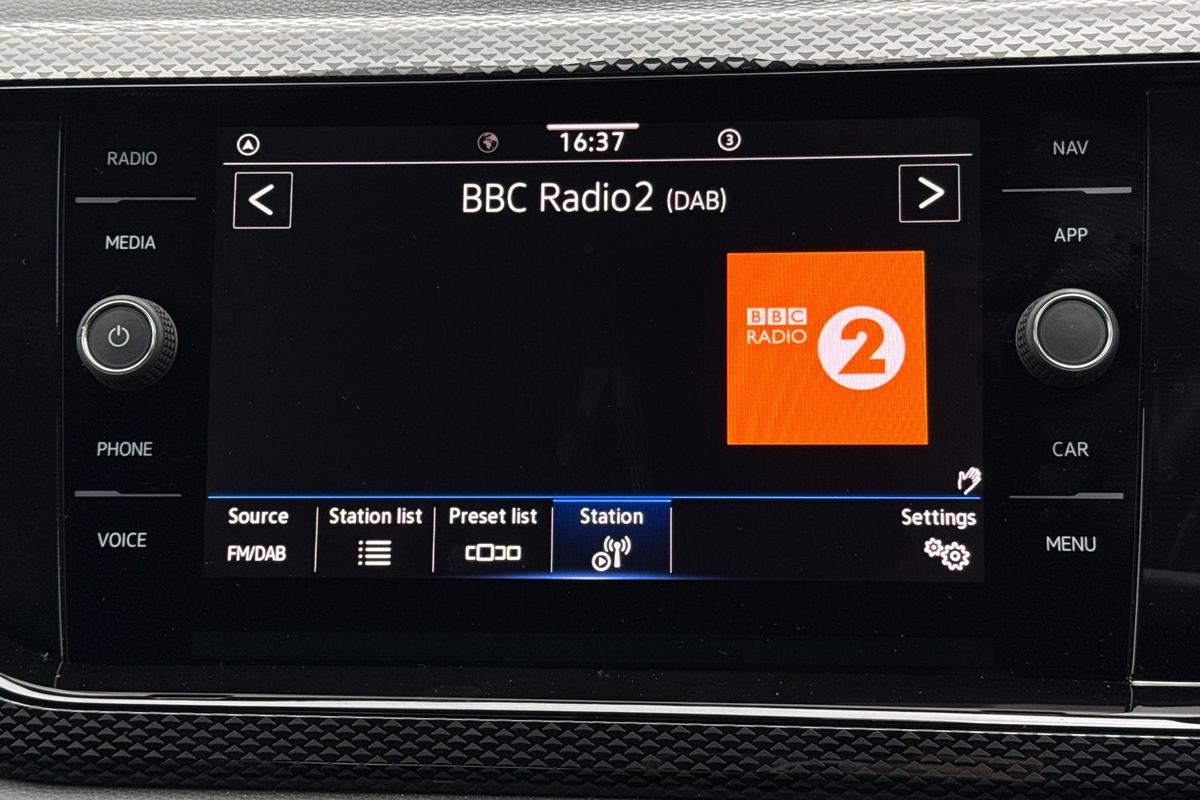 RADIO
MEDIA
PHONE
VOICE
16:37
3
<
BBC Radio2 (DAB)
>
BBC
RADIO
2
Source
FM/DAB
Station list
Preset list
Station
Settings
NAV
APP
CAR
MENU